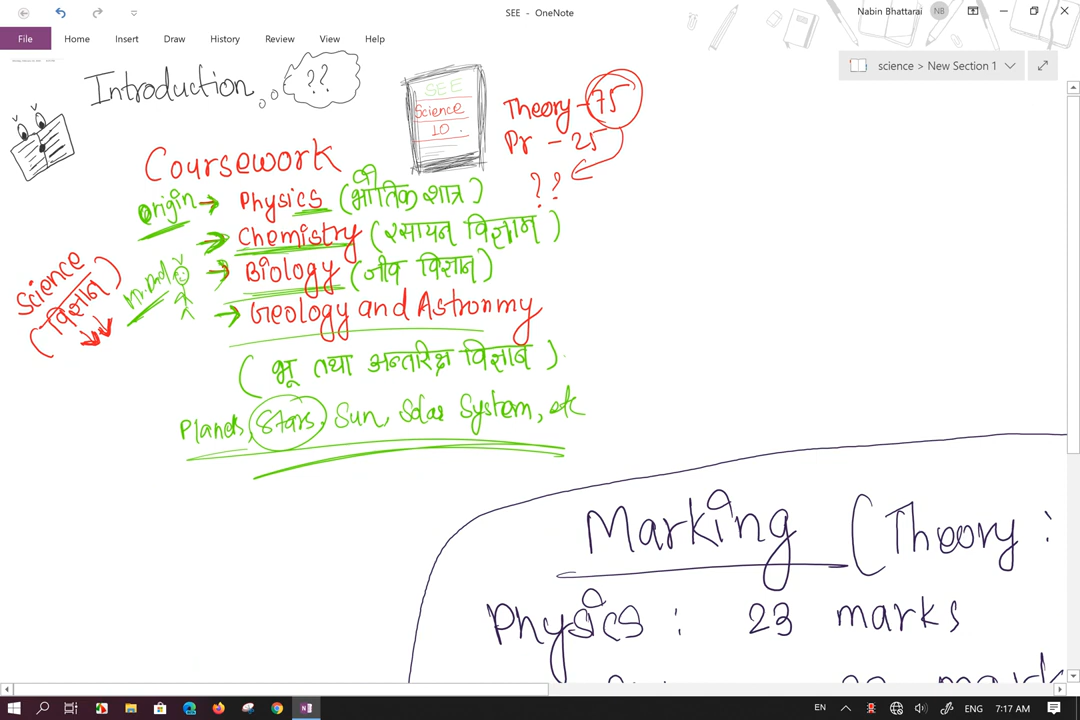 SEE - OneNote
Nabin Bhattarai NB
File Home Insert Draw History Review View Help
science > New Section 1
Introduction ??
SEE
Science
10
Theory - 75
Pr - 25
??
Coursework
Origin → Physics (भौतिक शात्र)
→ Chemistry (रसायन विज्ञान)
→ Biology (जीव विज्ञान)
Science
(विज्ञान)
→ Geology and Astronmy
(भू तथा अन्तरिक्ष विज्ञाब)
Planets, Stars, Sun, Solar System, etc
Marking (Theory :
Physics : 23 marks
EN ENG 7:17 AM